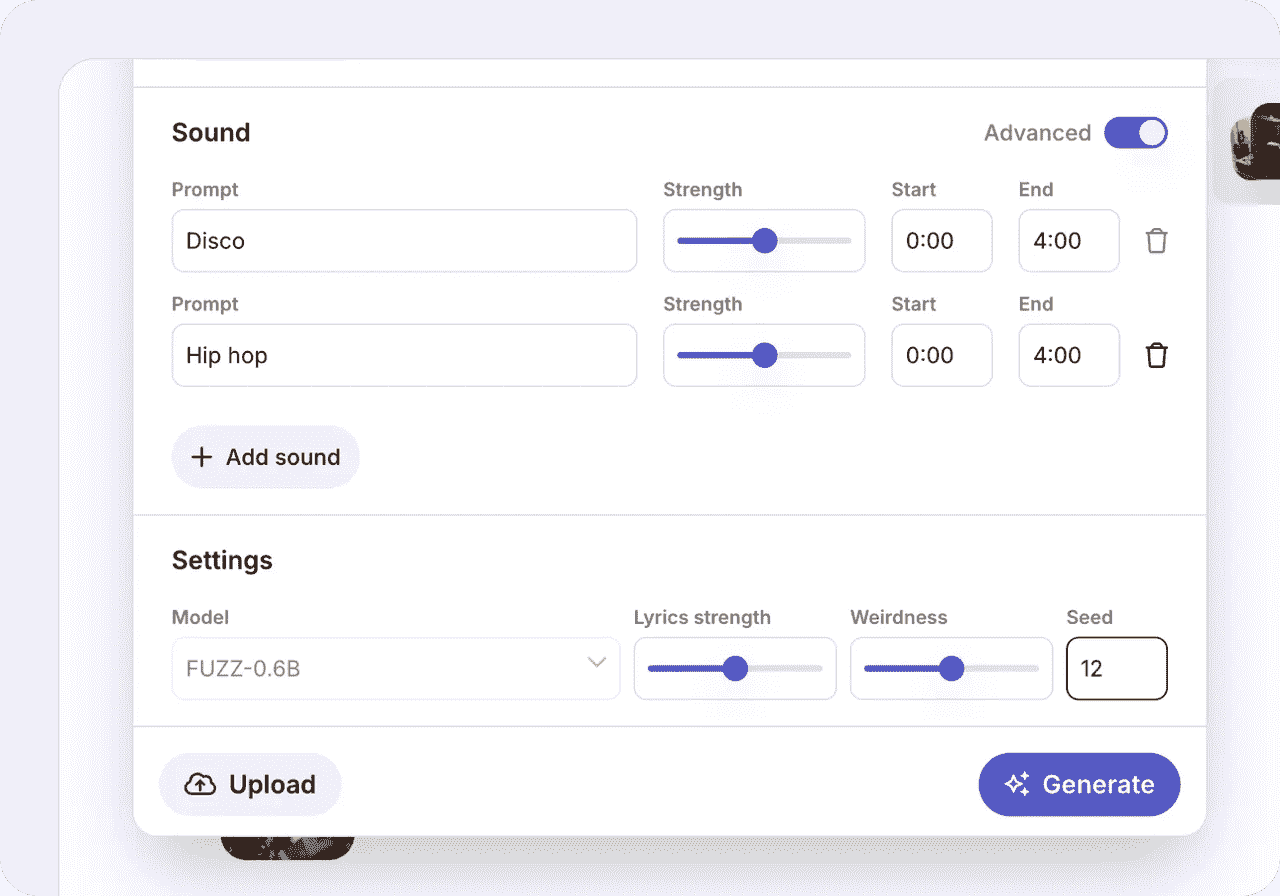 Sound
Advanced
Prompt Strength Start End
Disco 0:00 4:00
Prompt Strength Start End
Hip hop 0:00 4:00
Add sound
Settings
Model Lyrics strength Weirdness Seed
FUZZ-0.6B 12
Upload Generate